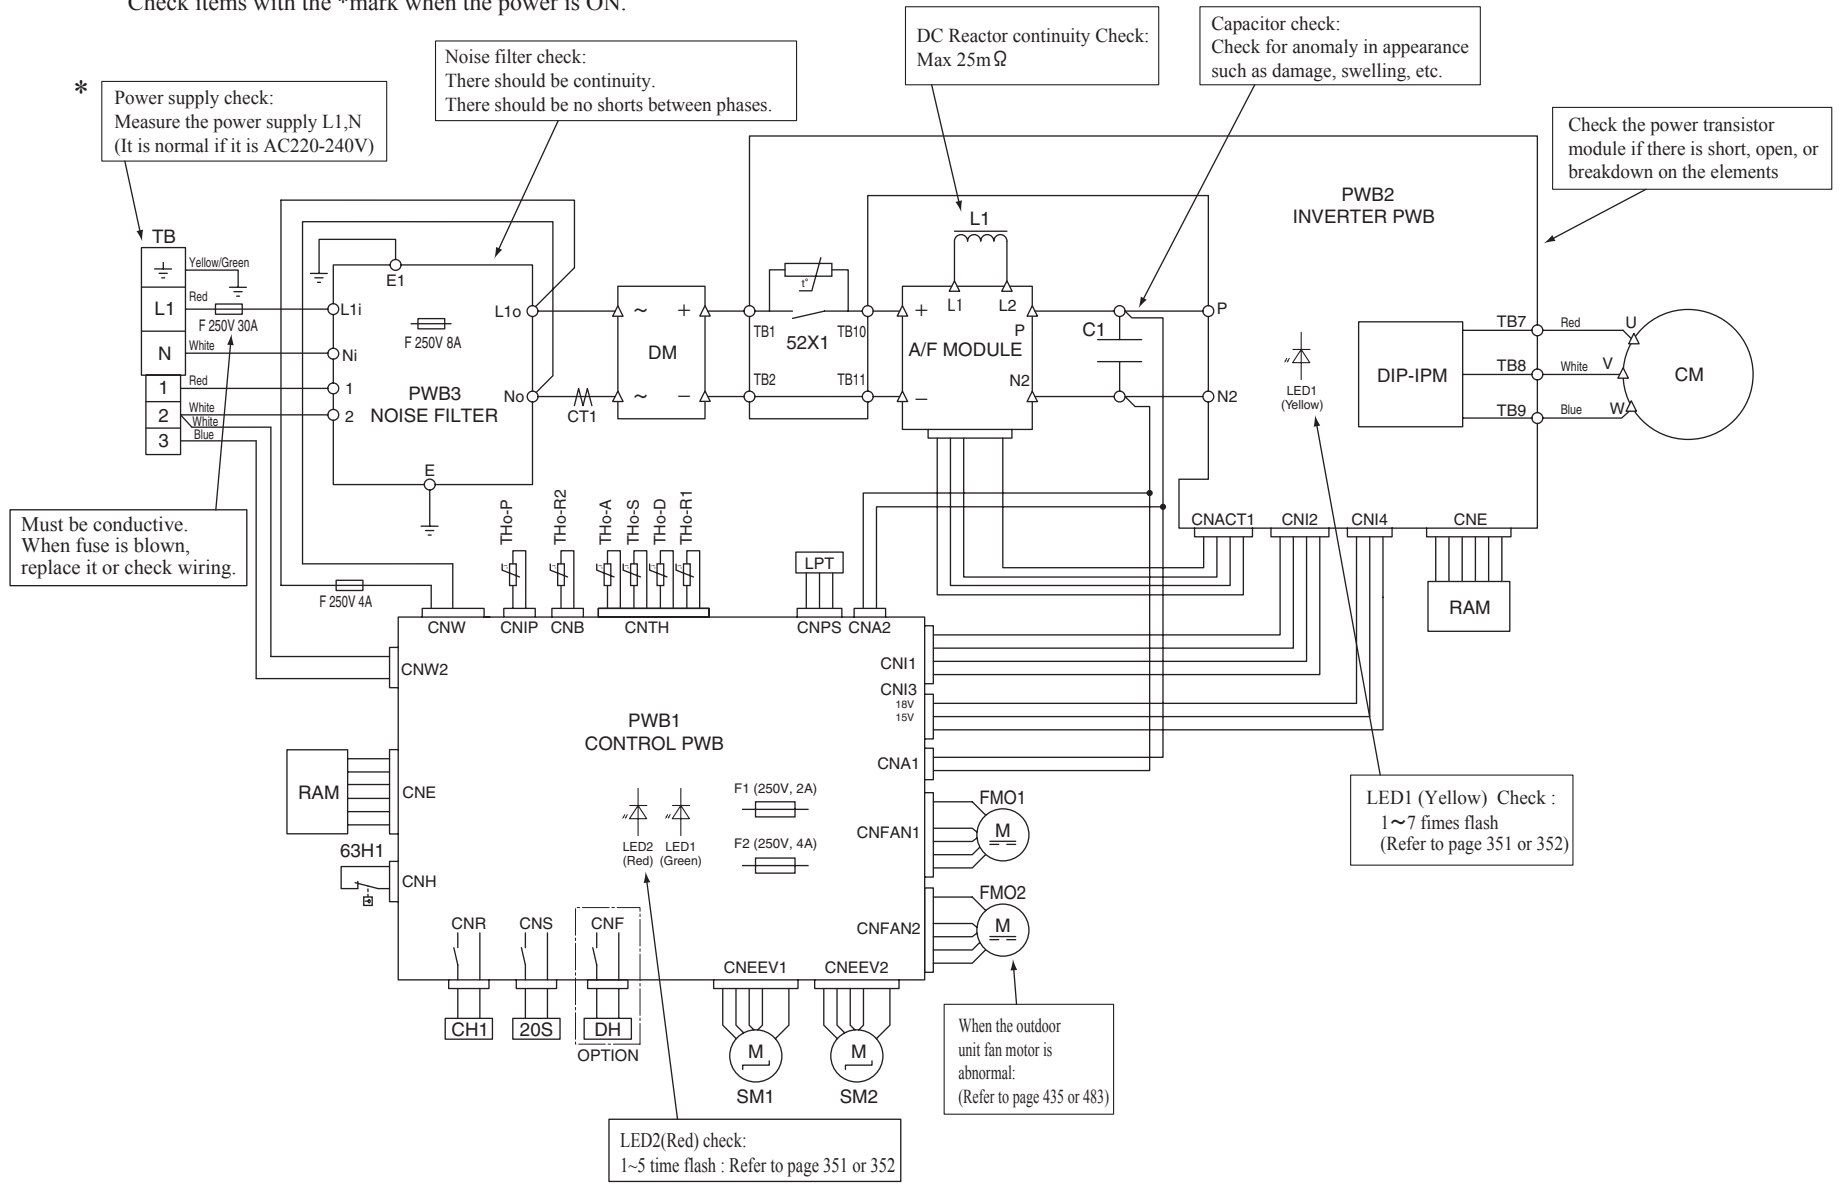 Check items with the *mark when the power is ON.
DC Reactor continuity Check:
Max 25mΩ
Capacitor check:
Check for anomaly in appearance
such as damage, swelling, etc.
Noise filter check:
There should be continuity.
There should be no shorts between phases.
*
Power supply check:
Measure the power supply L1,N
(It is normal if it is AC220-240V)
Check the power transistor
module if there is short, open, or
breakdown on the elements
PWB2
INVERTER PWB
TB
Yellow/Green
L1
Red
F 250V 30A
N
White
1
Red
2
White
White
3
Blue
E1
L1i
Ni
1
2
F 250V 8A
PWB3
NOISE FILTER
L1o
No
E
CT1
~
+
DM
~
−
t°
TB1
TB10
52X1
TB2
TB11
L1
L1
L2
+
P
A/F MODULE
N2
−
C1
P
N2
LED1
(Yellow)
DIP-IPM
TB7
Red
U
TB8
White
V
TB9
Blue
W
CM
Must be conductive.
When fuse is blown,
replace it or check wiring.
F 250V 4A
THo-P
THo-R2
THo-A
THo-S
THo-D
THo-R1
LPT
CNACT1
CNI2
CNI4
CNE
RAM
CNW
CNIP
CNB
CNTH
CNPS
CNA2
CNW2
CNI1
CNI3
18V
15V
CNA1
PWB1
CONTROL PWB
RAM
CNE
F1 (250V, 2A)
F2 (250V, 4A)
LED2
(Red)
LED1
(Green)
FMO1
CNFAN1
M
63H1
CNH
FMO2
CNFAN2
M
CNR
CNS
CNF
CH1
20S
DH
OPTION
CNEEV1
CNEEV2
M
M
SM1
SM2
LED1 (Yellow) Check :
1〜7 fimes flash
(Refer to page 351 or 352)
When the outdoor
unit fan motor is
abnormal:
(Refer to page 435 or 483)
LED2(Red) check:
1~5 time flash : Refer to page 351 or 352